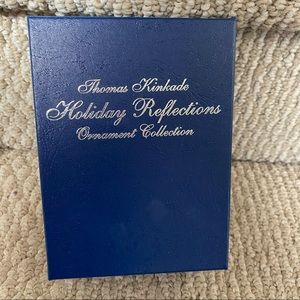 Thomas Kinkade
Holiday Reflections
Ornament Collection